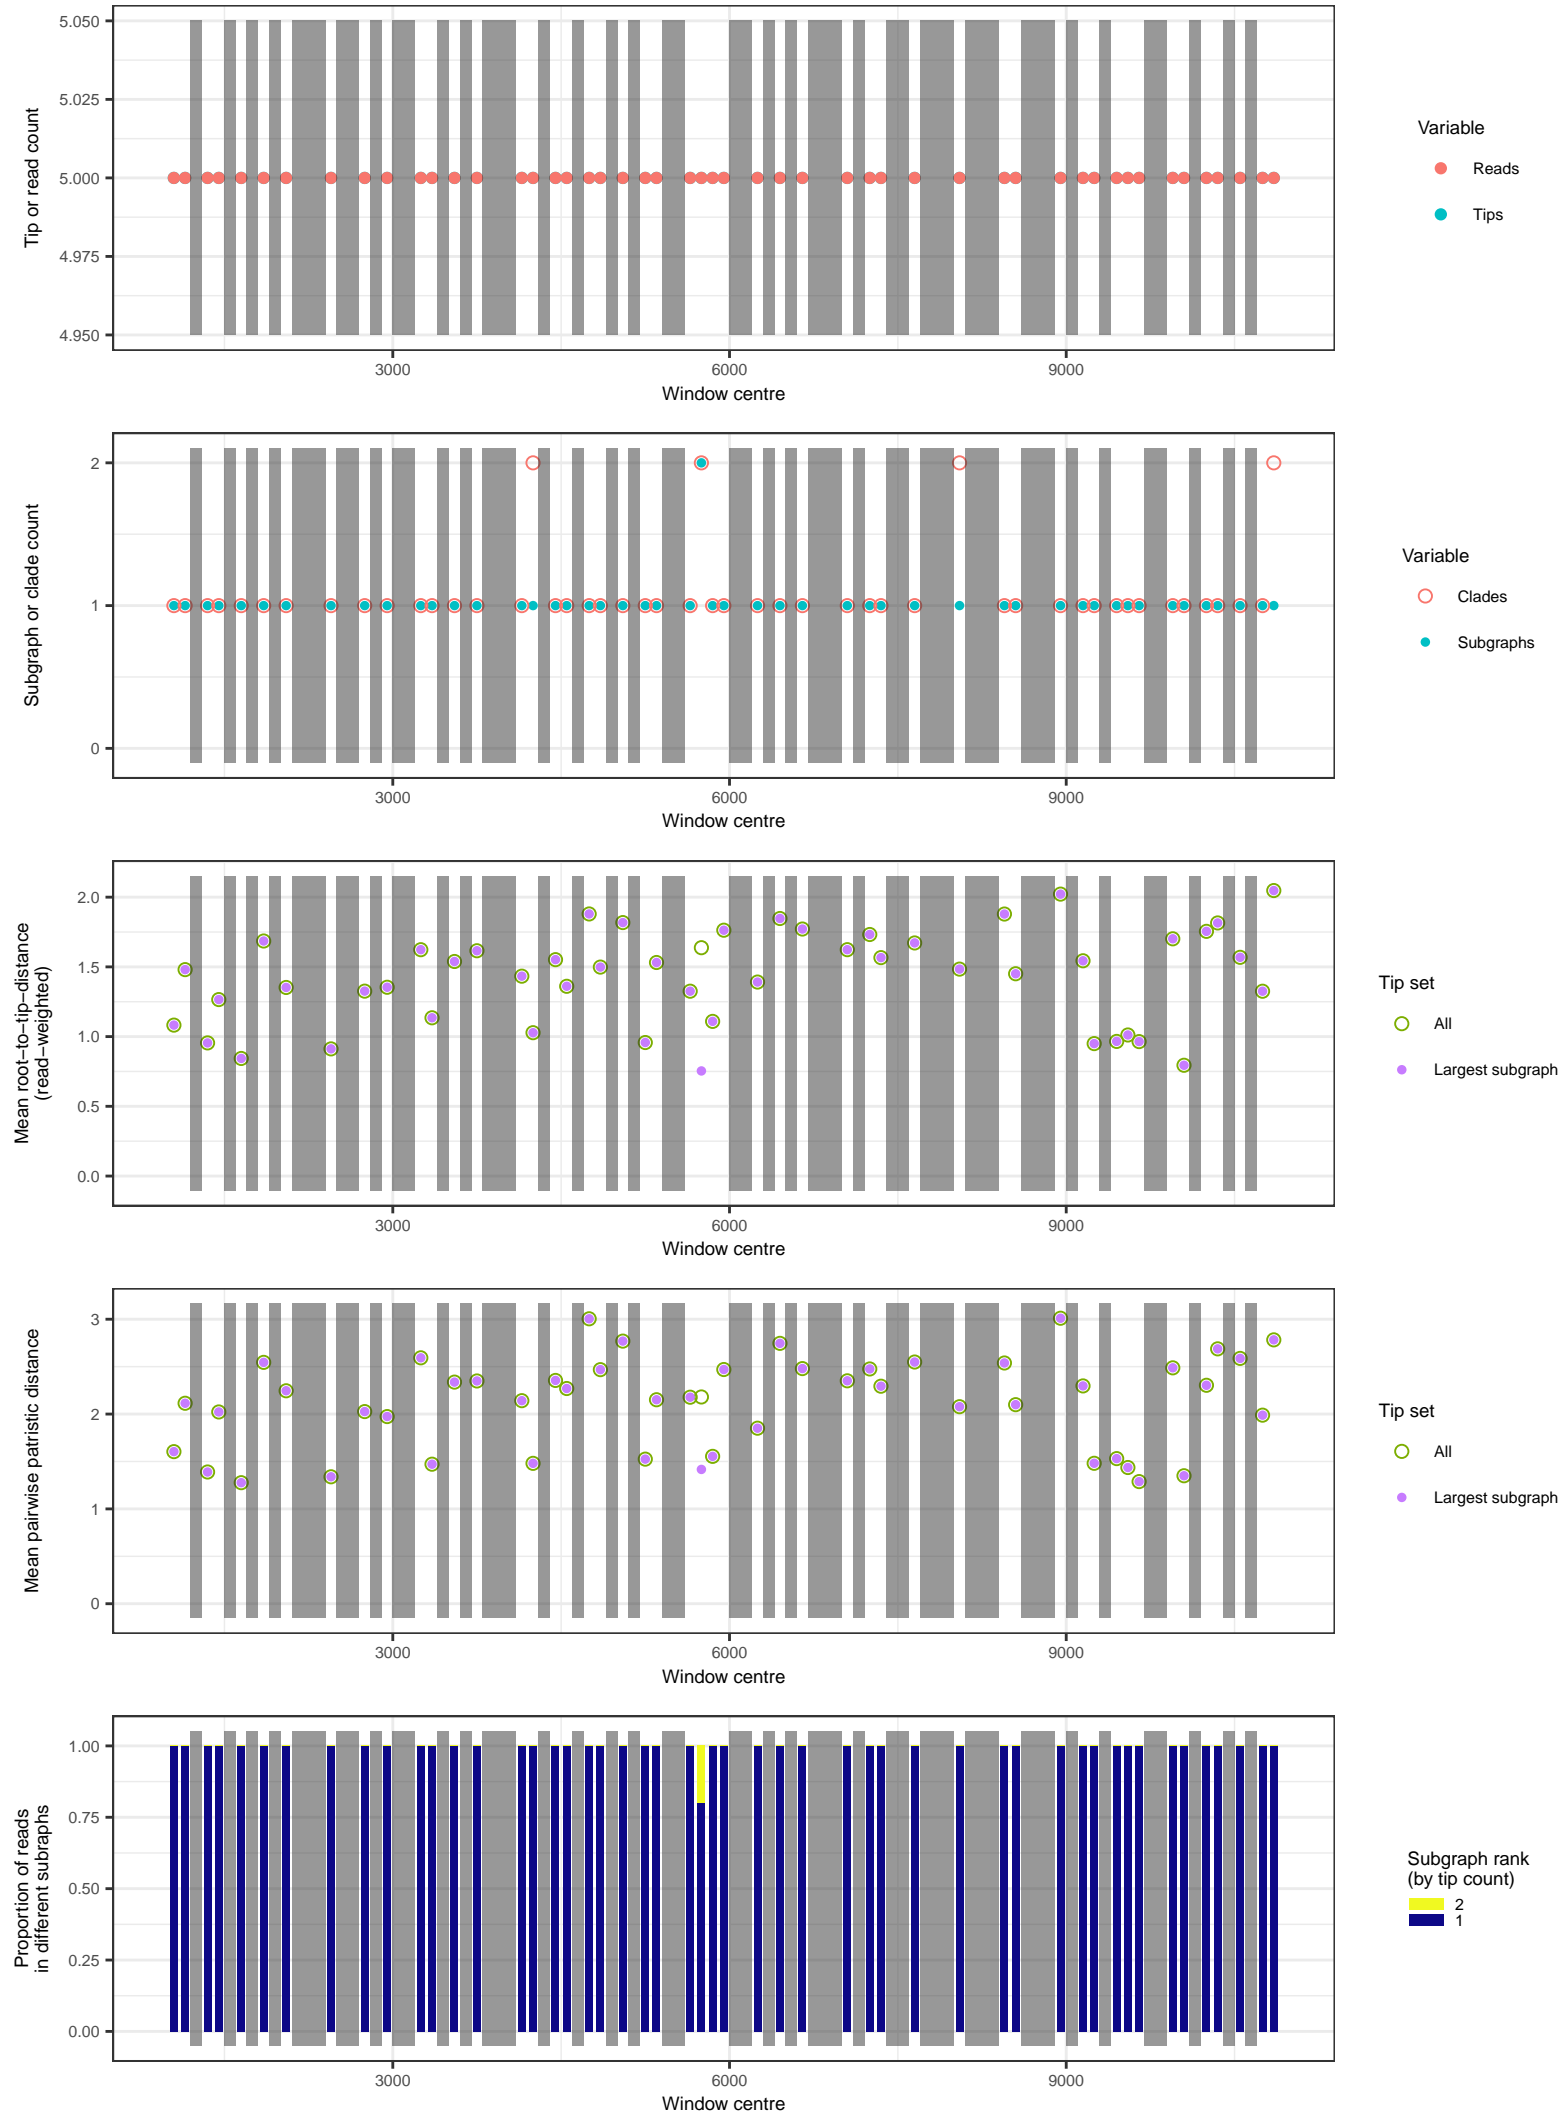 5.050
5.025
5.000
4.975
4.950
Tip or read count
3000
6000
9000
Window centre
Variable
Reads
Tips
2
1
0
Subgraph or clade count
3000
6000
9000
Window centre
Variable
Clades
Subgraphs
2.0
1.5
1.0
0.5
0.0
Mean root−to−tip−distance
(read−weighted)
3000
6000
9000
Window centre
Tip set
All
Largest subgraph
3
2
1
0
Mean pairwise patristic distance
3000
6000
9000
Window centre
Tip set
All
Largest subgraph
1.00
0.75
0.50
0.25
0.00
Proportion of reads
in different subraphs
3000
6000
9000
Window centre
Subgraph rank
(by tip count)
2
1